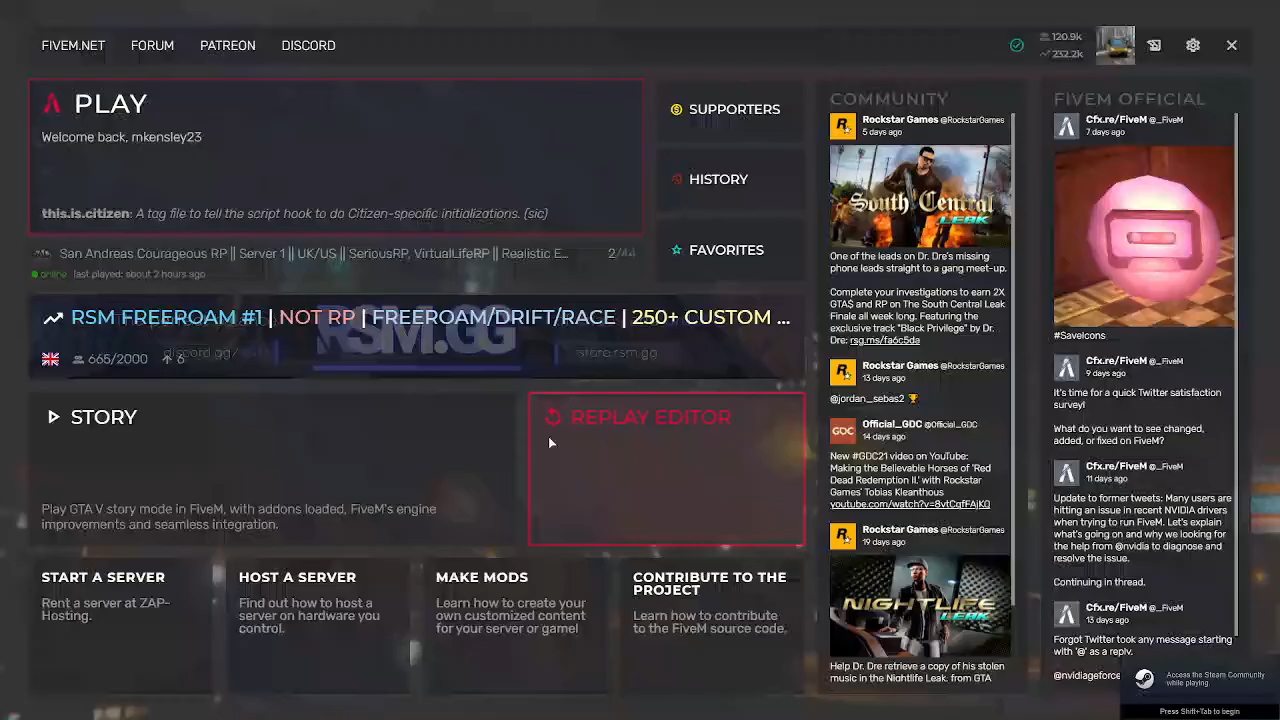 FIVEM.NET FORUM PATREON DISCORD
120.9k
232.2k
PLAY
Welcome back, mkensley23
this.is.citizen: A tag file to tell the script hook to do Citizen-specific initializations. (sic)
San Andreas Courageous RP || Server 1 || UK/US || SeriousRP, VirtualLifeRP || Realistic E... 2/44
online last played: about 2 hours ago
SUPPORTERS
HISTORY
FAVORITES
RSM FREEROAM #1 | NOT RP | FREEROAM/DRIFT/RACE | 250+ CUSTOM ...
RSM.GG
665/2000 6 discord.gg/ store.rsm.gg
STORY
Play GTA V story mode in FiveM, with addons loaded, FiveM's engine
improvements and seamless integration.
REPLAY EDITOR
START A SERVER
Rent a server at ZAP-
Hosting.
HOST A SERVER
Find out how to host a
server on hardware you
control.
MAKE MODS
Learn how to create your
own customized content
for your server or game!
CONTRIBUTE TO THE
PROJECT
Learn how to contribute
to the FiveM source code.
COMMUNITY
Rockstar Games @RockstarGames
5 days ago
South Central
LEAK
One of the leads on Dr. Dre's missing
phone leads straight to a gang meet-up.
Complete your investigations to earn 2X
GTA$ and RP on The South Central Leak
Finale all week long. Featuring the
exclusive track "Black Privilege" by Dr.
Dre: rsg.ms/fa6c5da
Rockstar Games @RockstarGames
13 days ago
@jordan_sebas2 🏆
GDC
Official_GDC @Official_GDC
14 days ago
New #GDC21 video on YouTube:
Making the Believable Horses of 'Red
Dead Redemption II.' with Rockstar
Games' Tobias Kleanthous
youtube.com/watch?v=8vtCqfFAjKQ
Rockstar Games @RockstarGames
19 days ago
NIGHTLIFE
LEAK
Help Dr. Dre retrieve a copy of his stolen
music in the Nightlife Leak. from GTA
FIVEM OFFICIAL
Cfx.re/FiveM @_FiveM
7 days ago
#SaveIcons
Cfx.re/FiveM @_FiveM
9 days ago
It's time for a quick Twitter satisfaction
survey!
What do you want to see changed,
added, or fixed on FiveM?
Cfx.re/FiveM @_FiveM
11 days ago
Update to former tweets: Many users are
hitting an issue in recent NVIDIA drivers
when trying to run FiveM. Let's explain
what's going on and why we looking for
the help from @nvidia to diagnose and
resolve the issue.
Continuing in thread.
Cfx.re/FiveM @_FiveM
13 days ago
Forgot Twitter took any message starting
with '@' as a reply.
@nvidiageforce
Access the Steam Community
while playing.
Press Shift+Tab to begin